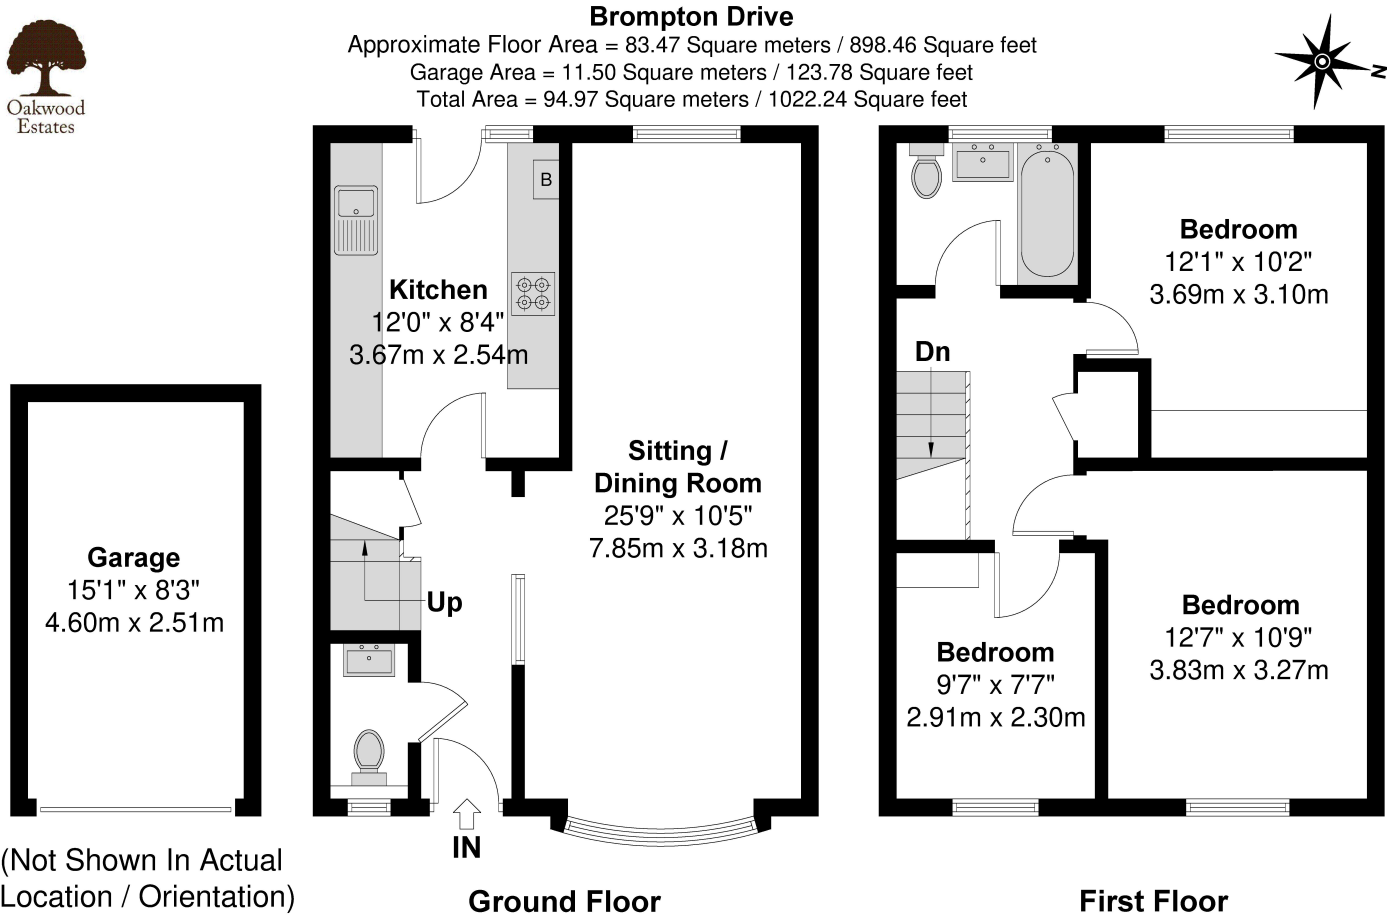 Brompton Drive
Approximate Floor Area = 83.47 Square meters / 898.46 Square feet
Garage Area = 11.50 Square meters / 123.78 Square feet
Total Area = 94.97 Square meters / 1022.24 Square feet
Oakwood
Estates
N
B
Kitchen
12'0" x 8'4"
3.67m x 2.54m
Sitting /
Dining Room
25'9" x 10'5"
7.85m x 3.18m
Up
IN
Garage
15'1" x 8'3"
4.60m x 2.51m
(Not Shown In Actual
Location / Orientation)
Ground Floor
Bedroom
12'1" x 10'2"
3.69m x 3.10m
Dn
Bedroom
12'7" x 10'9"
3.83m x 3.27m
Bedroom
9'7" x 7'7"
2.91m x 2.30m
First Floor